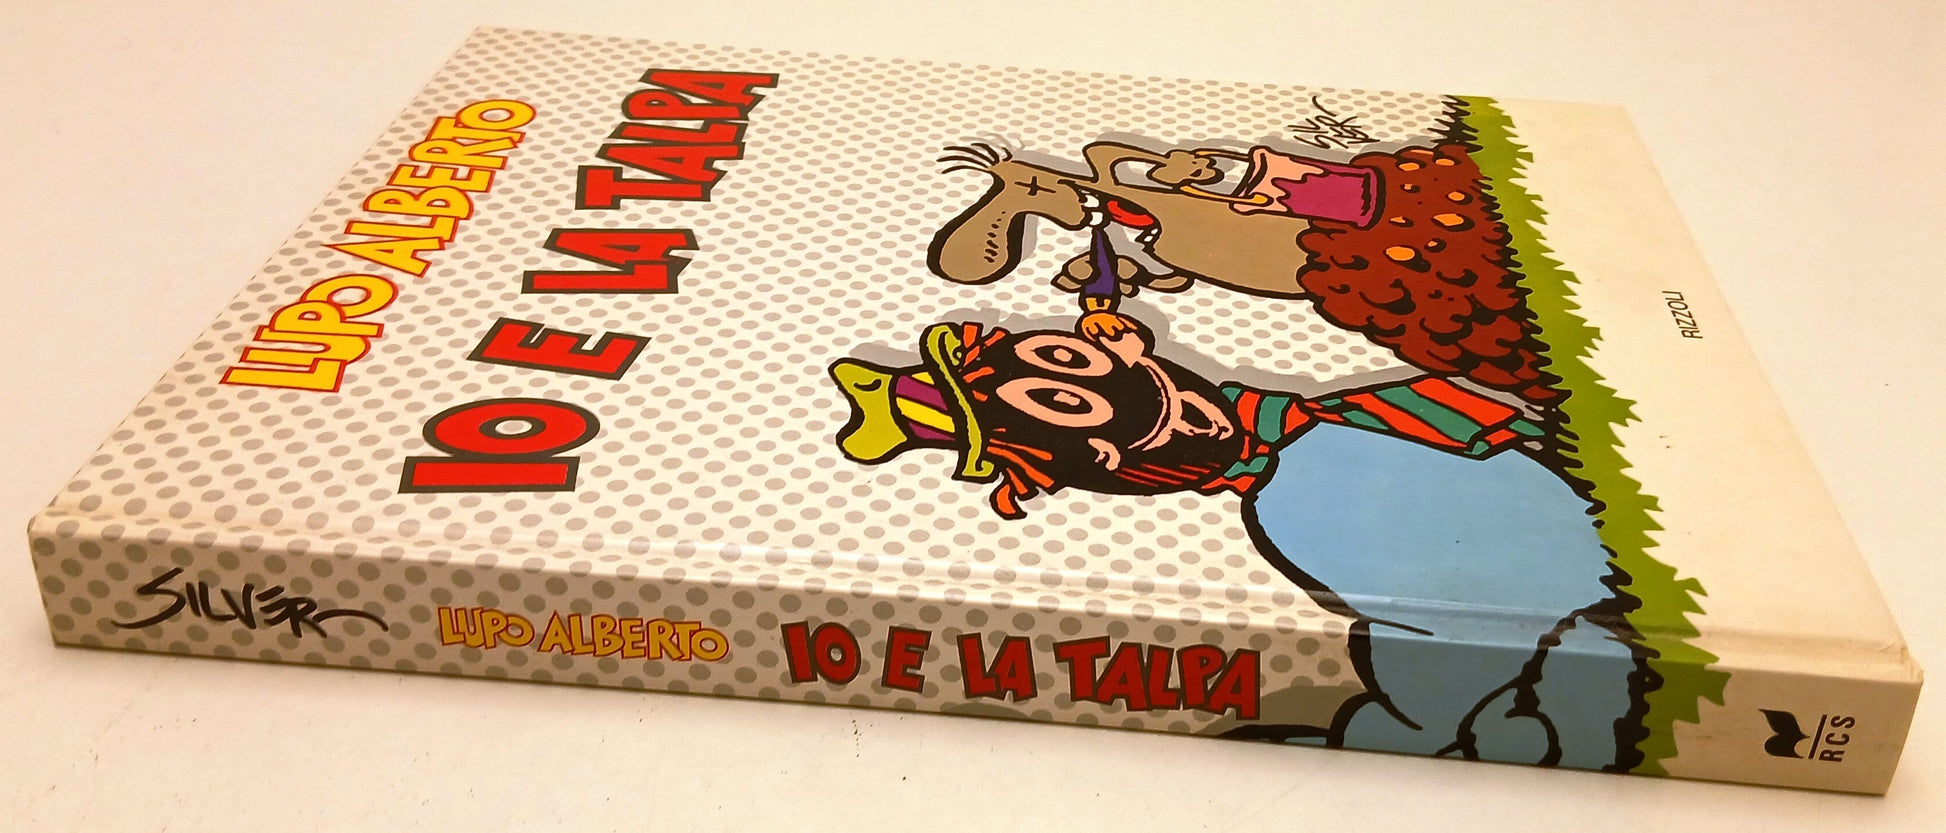 LUPO ALBERTO
IO E LA TALPA
SILVER
RIZZOLI
SILVER
LUPO ALBERTO
IO E LA TALPA
RCS